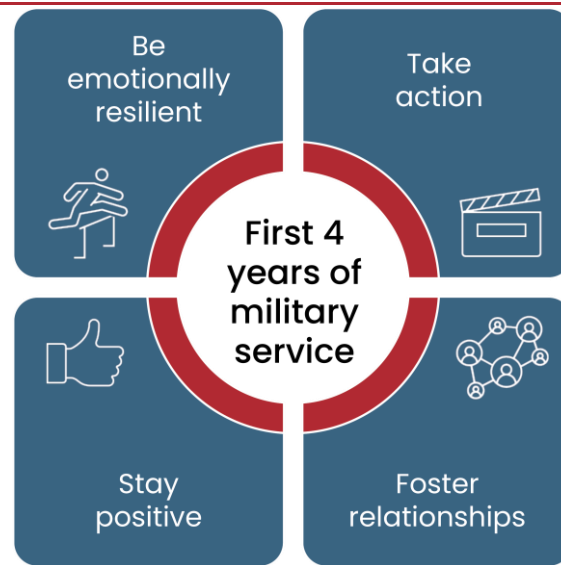 Be
emotionally
resilient
Take
action
First 4
years of
military
service
Stay
positive
Foster
relationships